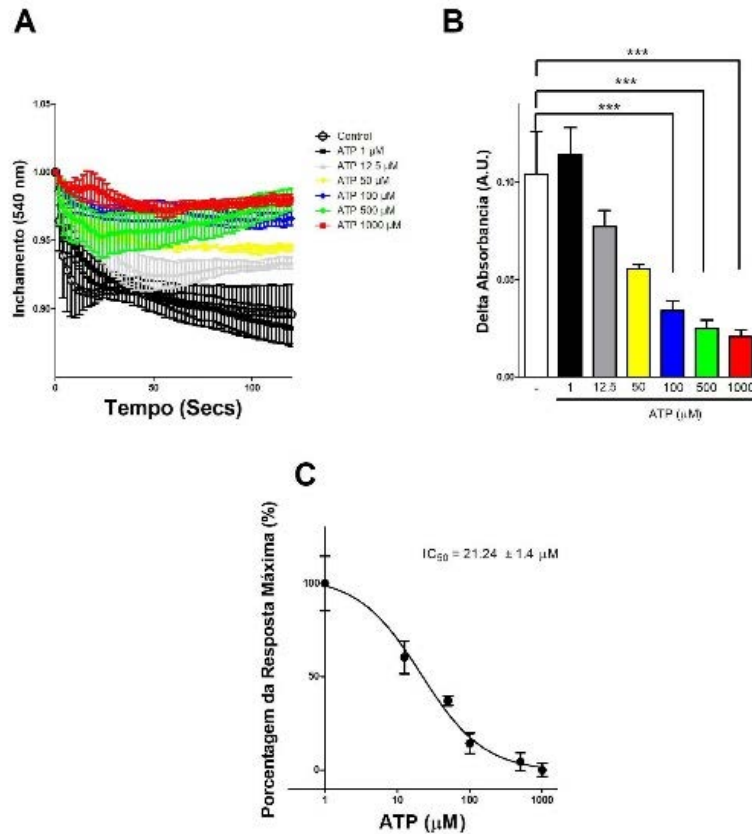 A
Inchamento (540 nm)
1.05
1.00
0.95
0.90
0
50
100
Tempo (Secs)
Control
ATP 1 µM
ATP 12.5 µM
ATP 50 µM
ATP 100 µM
ATP 500 µM
ATP 1000 µM
B
Delta Absorbancia (A.U.)
***
***
***
0.10
0.05
0.00
- 1 12.5 50 100 500 1000
ATP (µM)
C
Porcentagem da Resposta Máxima (%)
IC50 = 21.24 ± 1.4 µM
100
50
0
1 10 100 1000
ATP (µM)